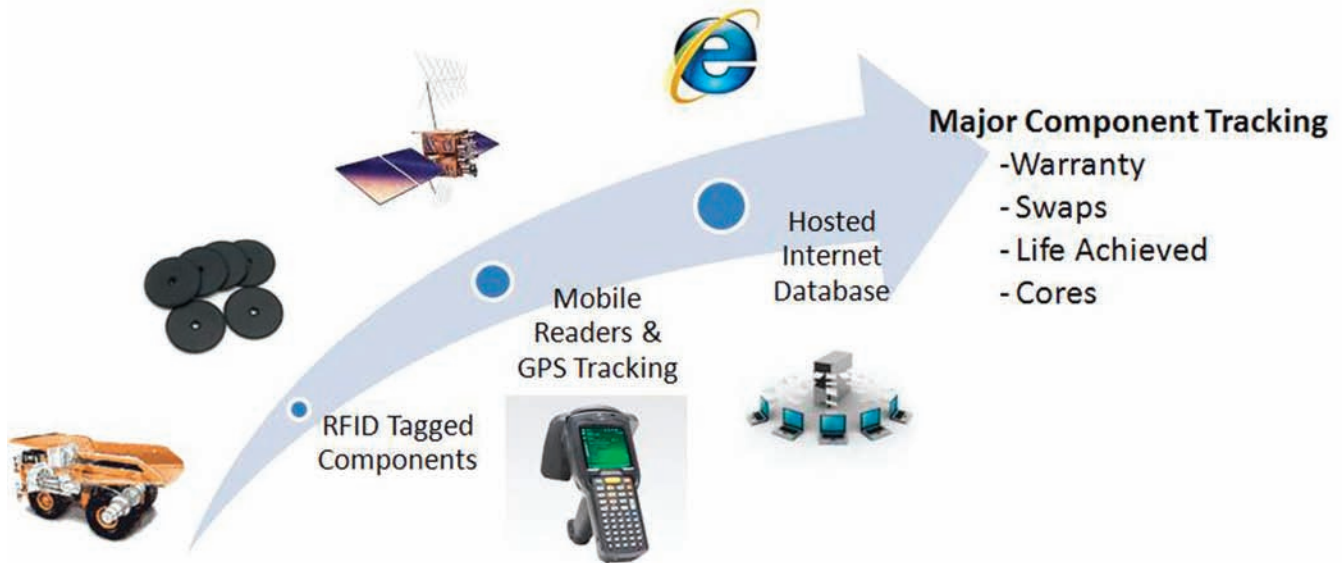 RFID Tagged
Components
Mobile
Readers &
GPS Tracking
Hosted
Internet
Database
Major Component Tracking
-Warranty
- Swaps
- Life Achieved
- Cores